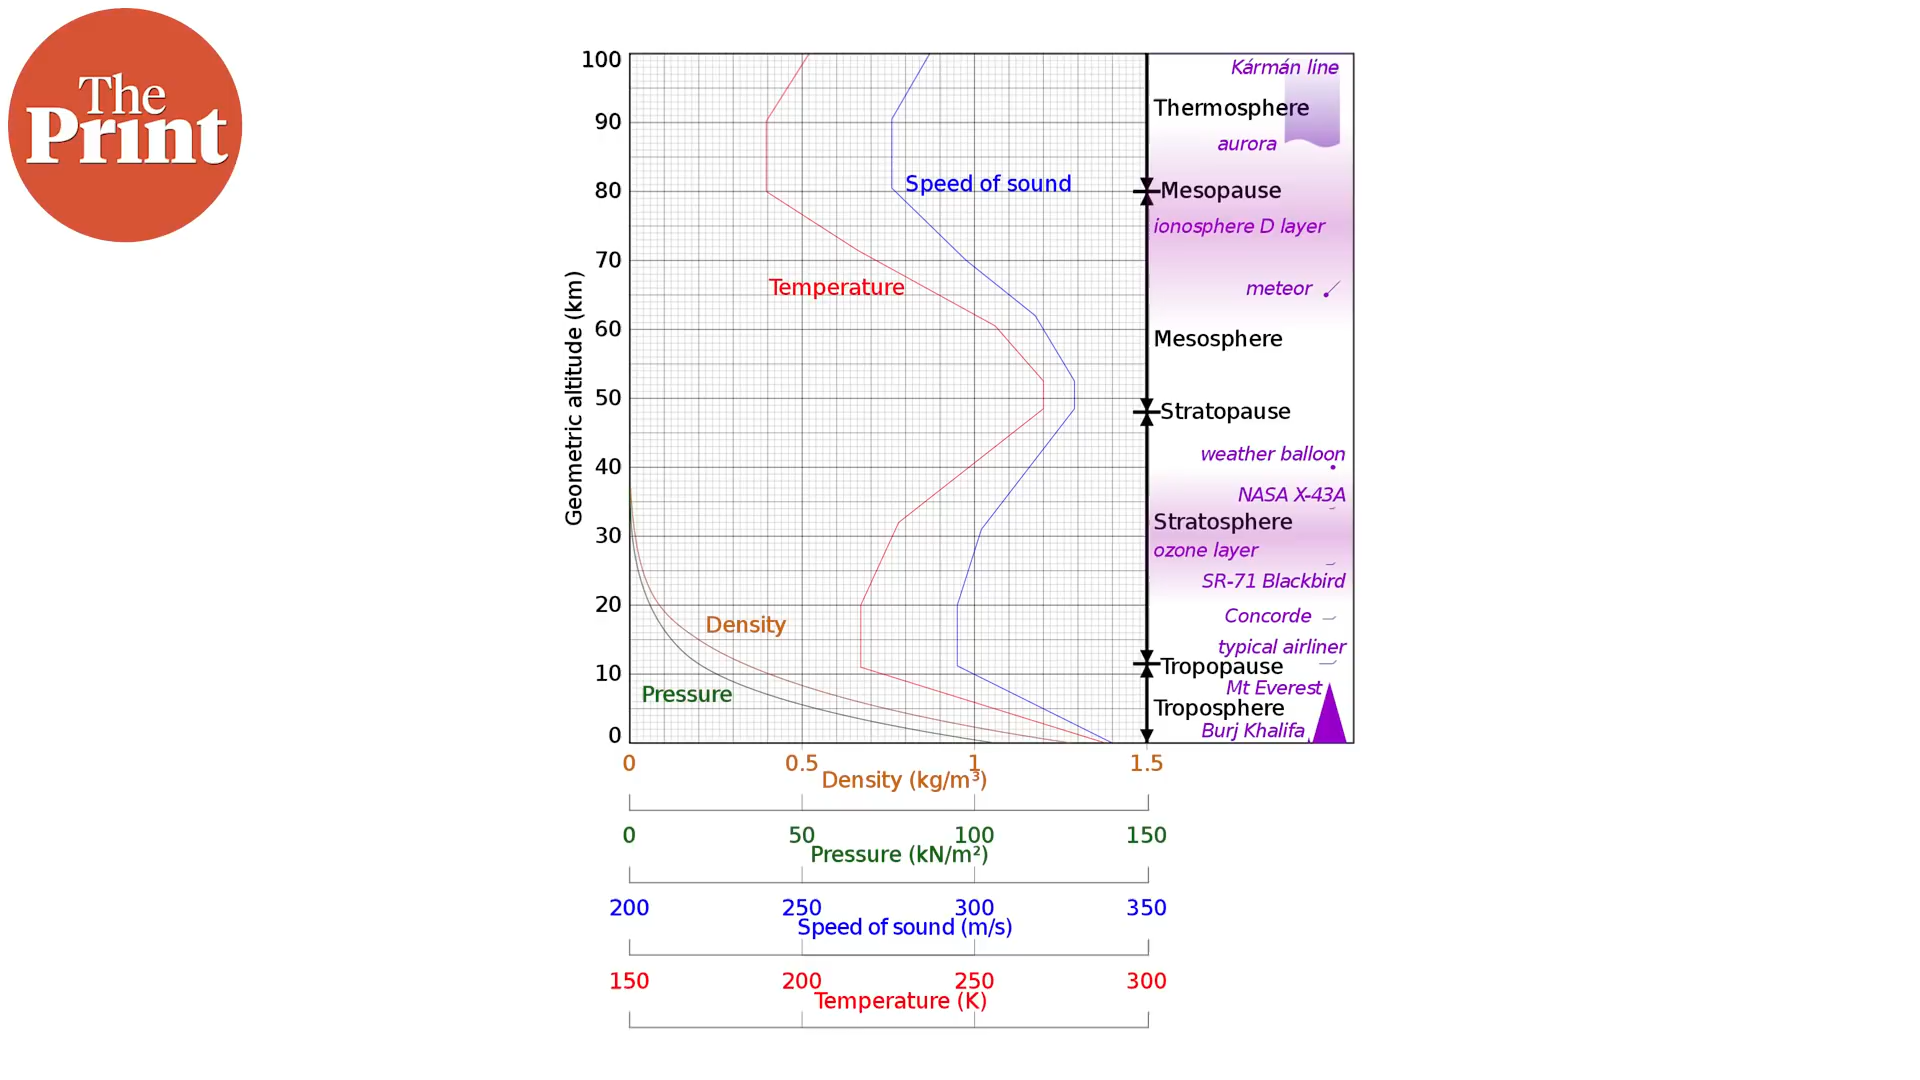 The
Print
Geometric altitude (km)
100
90
80
70
60
50
40
30
20
10
0
Speed of sound
Temperature
Density
Pressure
Kármán line
Thermosphere
aurora
Mesopause
ionosphere D layer
meteor
Mesosphere
Stratopause
weather balloon
NASA X-43A
Stratosphere
ozone layer
SR-71 Blackbird
Concorde
typical airliner
Tropopause
Mt Everest
Troposphere
Burj Khalifa
0 0.5 1 1.5
Density (kg/m³)
0 50 100 150
Pressure (kN/m²)
200 250 300 350
Speed of sound (m/s)
150 200 250 300
Temperature (K)